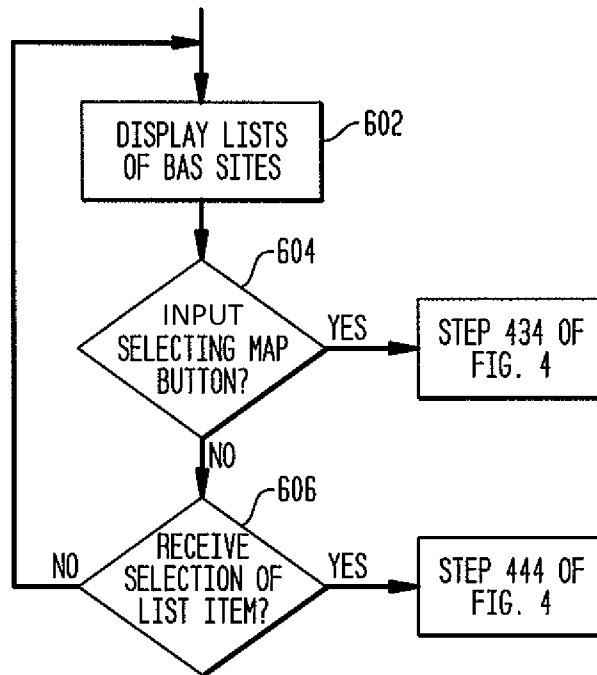 DISPLAY LISTS
OF BAS SITES
602
604
INPUT
SELECTING MAP
BUTTON?
YES
STEP 434 OF
FIG. 4
NO
606
RECEIVE
SELECTION OF
LIST ITEM?
NO
YES
STEP 444 OF
FIG. 4